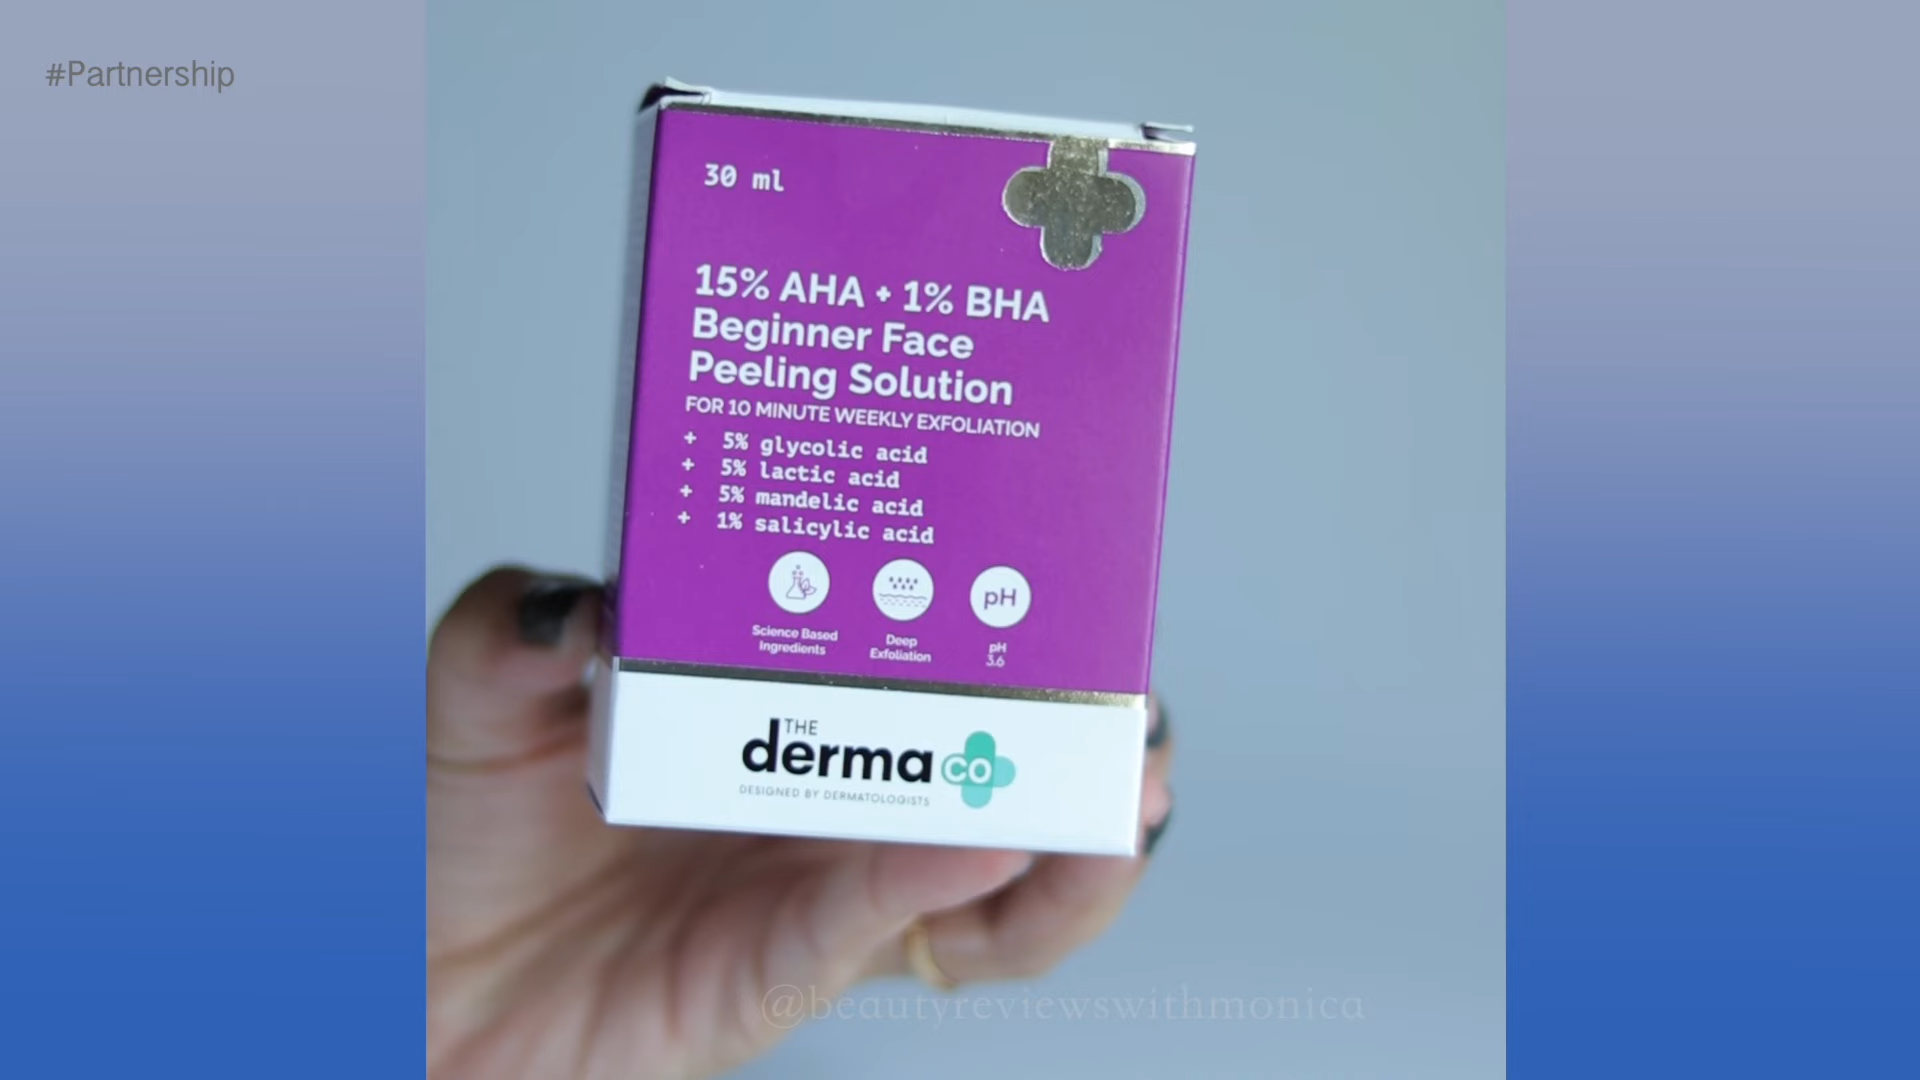 #Partnership
30 ml
15% AHA + 1% BHA
Beginner Face
Peeling Solution
FOR 10 MINUTE WEEKLY EXFOLIATION
+ 5% glycolic acid
+ 5% lactic acid
+ 5% mandelic acid
+ 1% salicylic acid
Science Based
Ingredients
Deep
Exfoliation
pH
pH
3.6
THE
derma co
DESIGNED BY DERMATOLOGISTS
@beautyreviewswithmonica